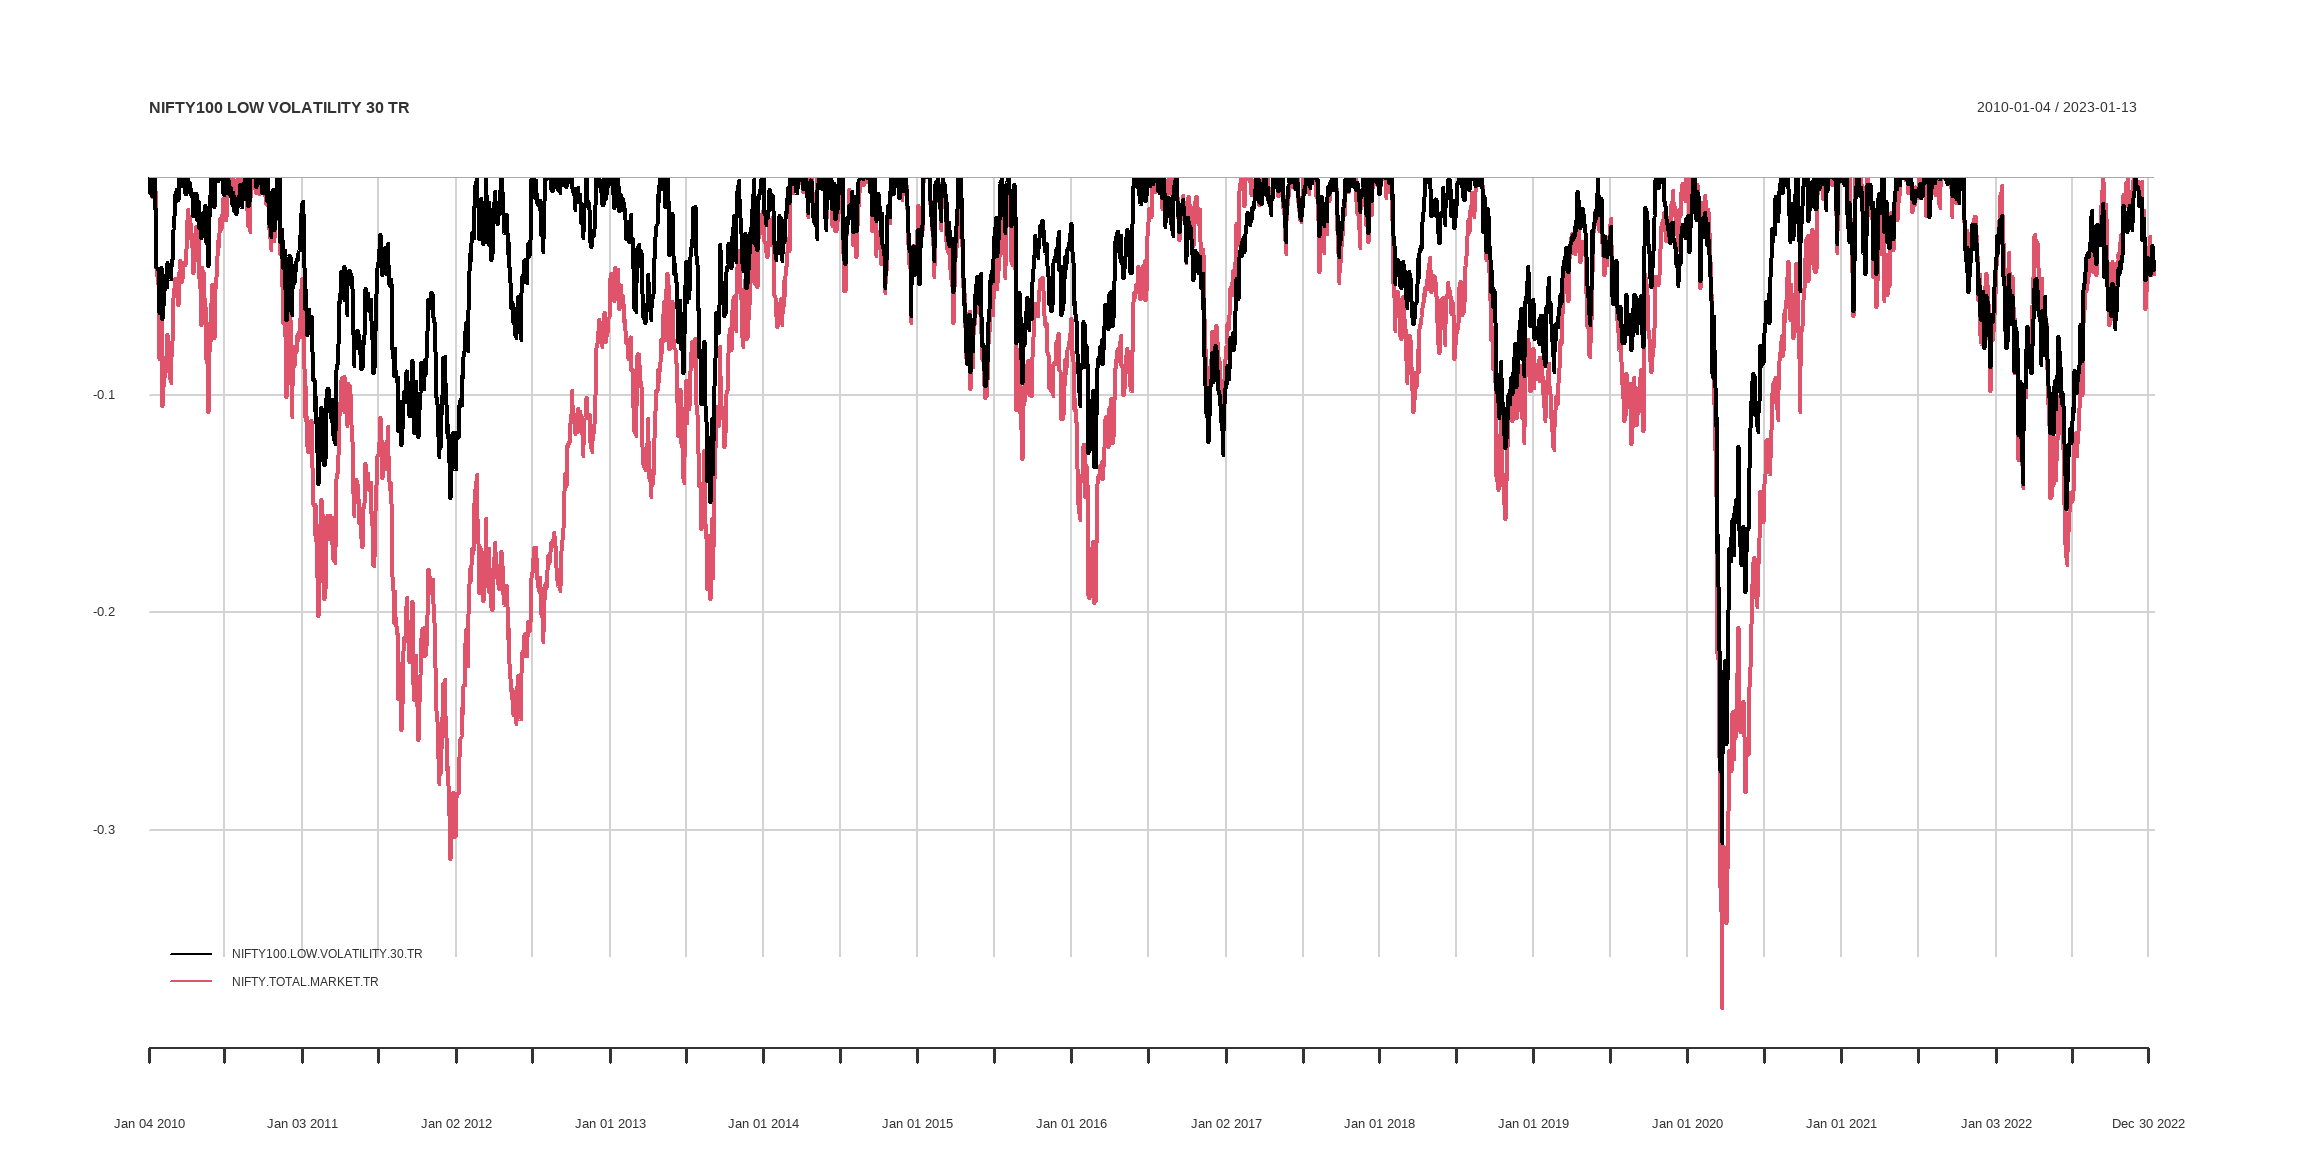 NIFTY100 LOW VOLATILITY 30 TR
2010-01-04 / 2023-01-13
-0.1
-0.2
-0.3
NIFTY100.LOW.VOLATILITY.30.TR
NIFTY.TOTAL.MARKET.TR
Jan 04 2010 Jan 03 2011 Jan 02 2012 Jan 01 2013 Jan 01 2014 Jan 01 2015 Jan 01 2016 Jan 02 2017 Jan 01 2018 Jan 01 2019 Jan 01 2020 Jan 01 2021 Jan 03 2022 Dec 30 2022